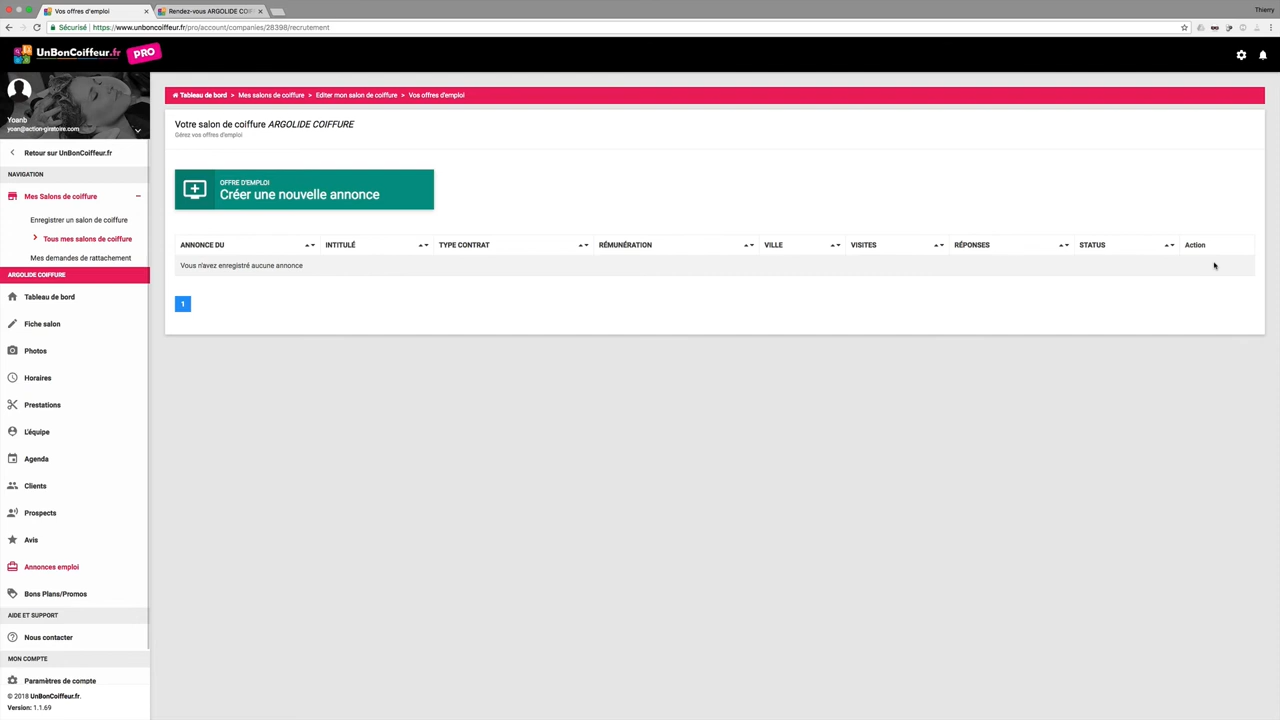 Vos offres d'emploi
Rendez-vous ARGOLIDE COIF
Thierry
Sécurisé
https://www.unboncoiffeur.fr/pro/account/companies/28398/recrutement
UnBonCoiffeur.fr PRO
Yoanb
yoan@action-giratoire.com
Retour sur UnBonCoiffeur.fr
NAVIGATION
Mes Salons de coiffure
Enregistrer un salon de coiffure
Tous mes salons de coiffure
Mes demandes de rattachement
ARGOLIDE COIFFURE
Tableau de bord
Fiche salon
Photos
Horaires
Prestations
L'équipe
Agenda
Clients
Prospects
Avis
Annonces emploi
Bons Plans/Promos
AIDE ET SUPPORT
Nous contacter
MON COMPTE
Paramètres de compte
© 2018 UnBonCoiffeur.fr.
Version: 1.1.69
Tableau de bord > Mes salons de coiffure > Editer mon salon de coiffure > Vos offres d'emploi
Votre salon de coiffure ARGOLIDE COIFFURE
Gérez vos offres d'emploi
OFFRE D'EMPLOI
Créer une nouvelle annonce
ANNONCE DU INTITULÉ TYPE CONTRAT RÉMUNÉRATION VILLE VISITES RÉPONSES STATUS Action
Vous n'avez enregistré aucune annonce
1